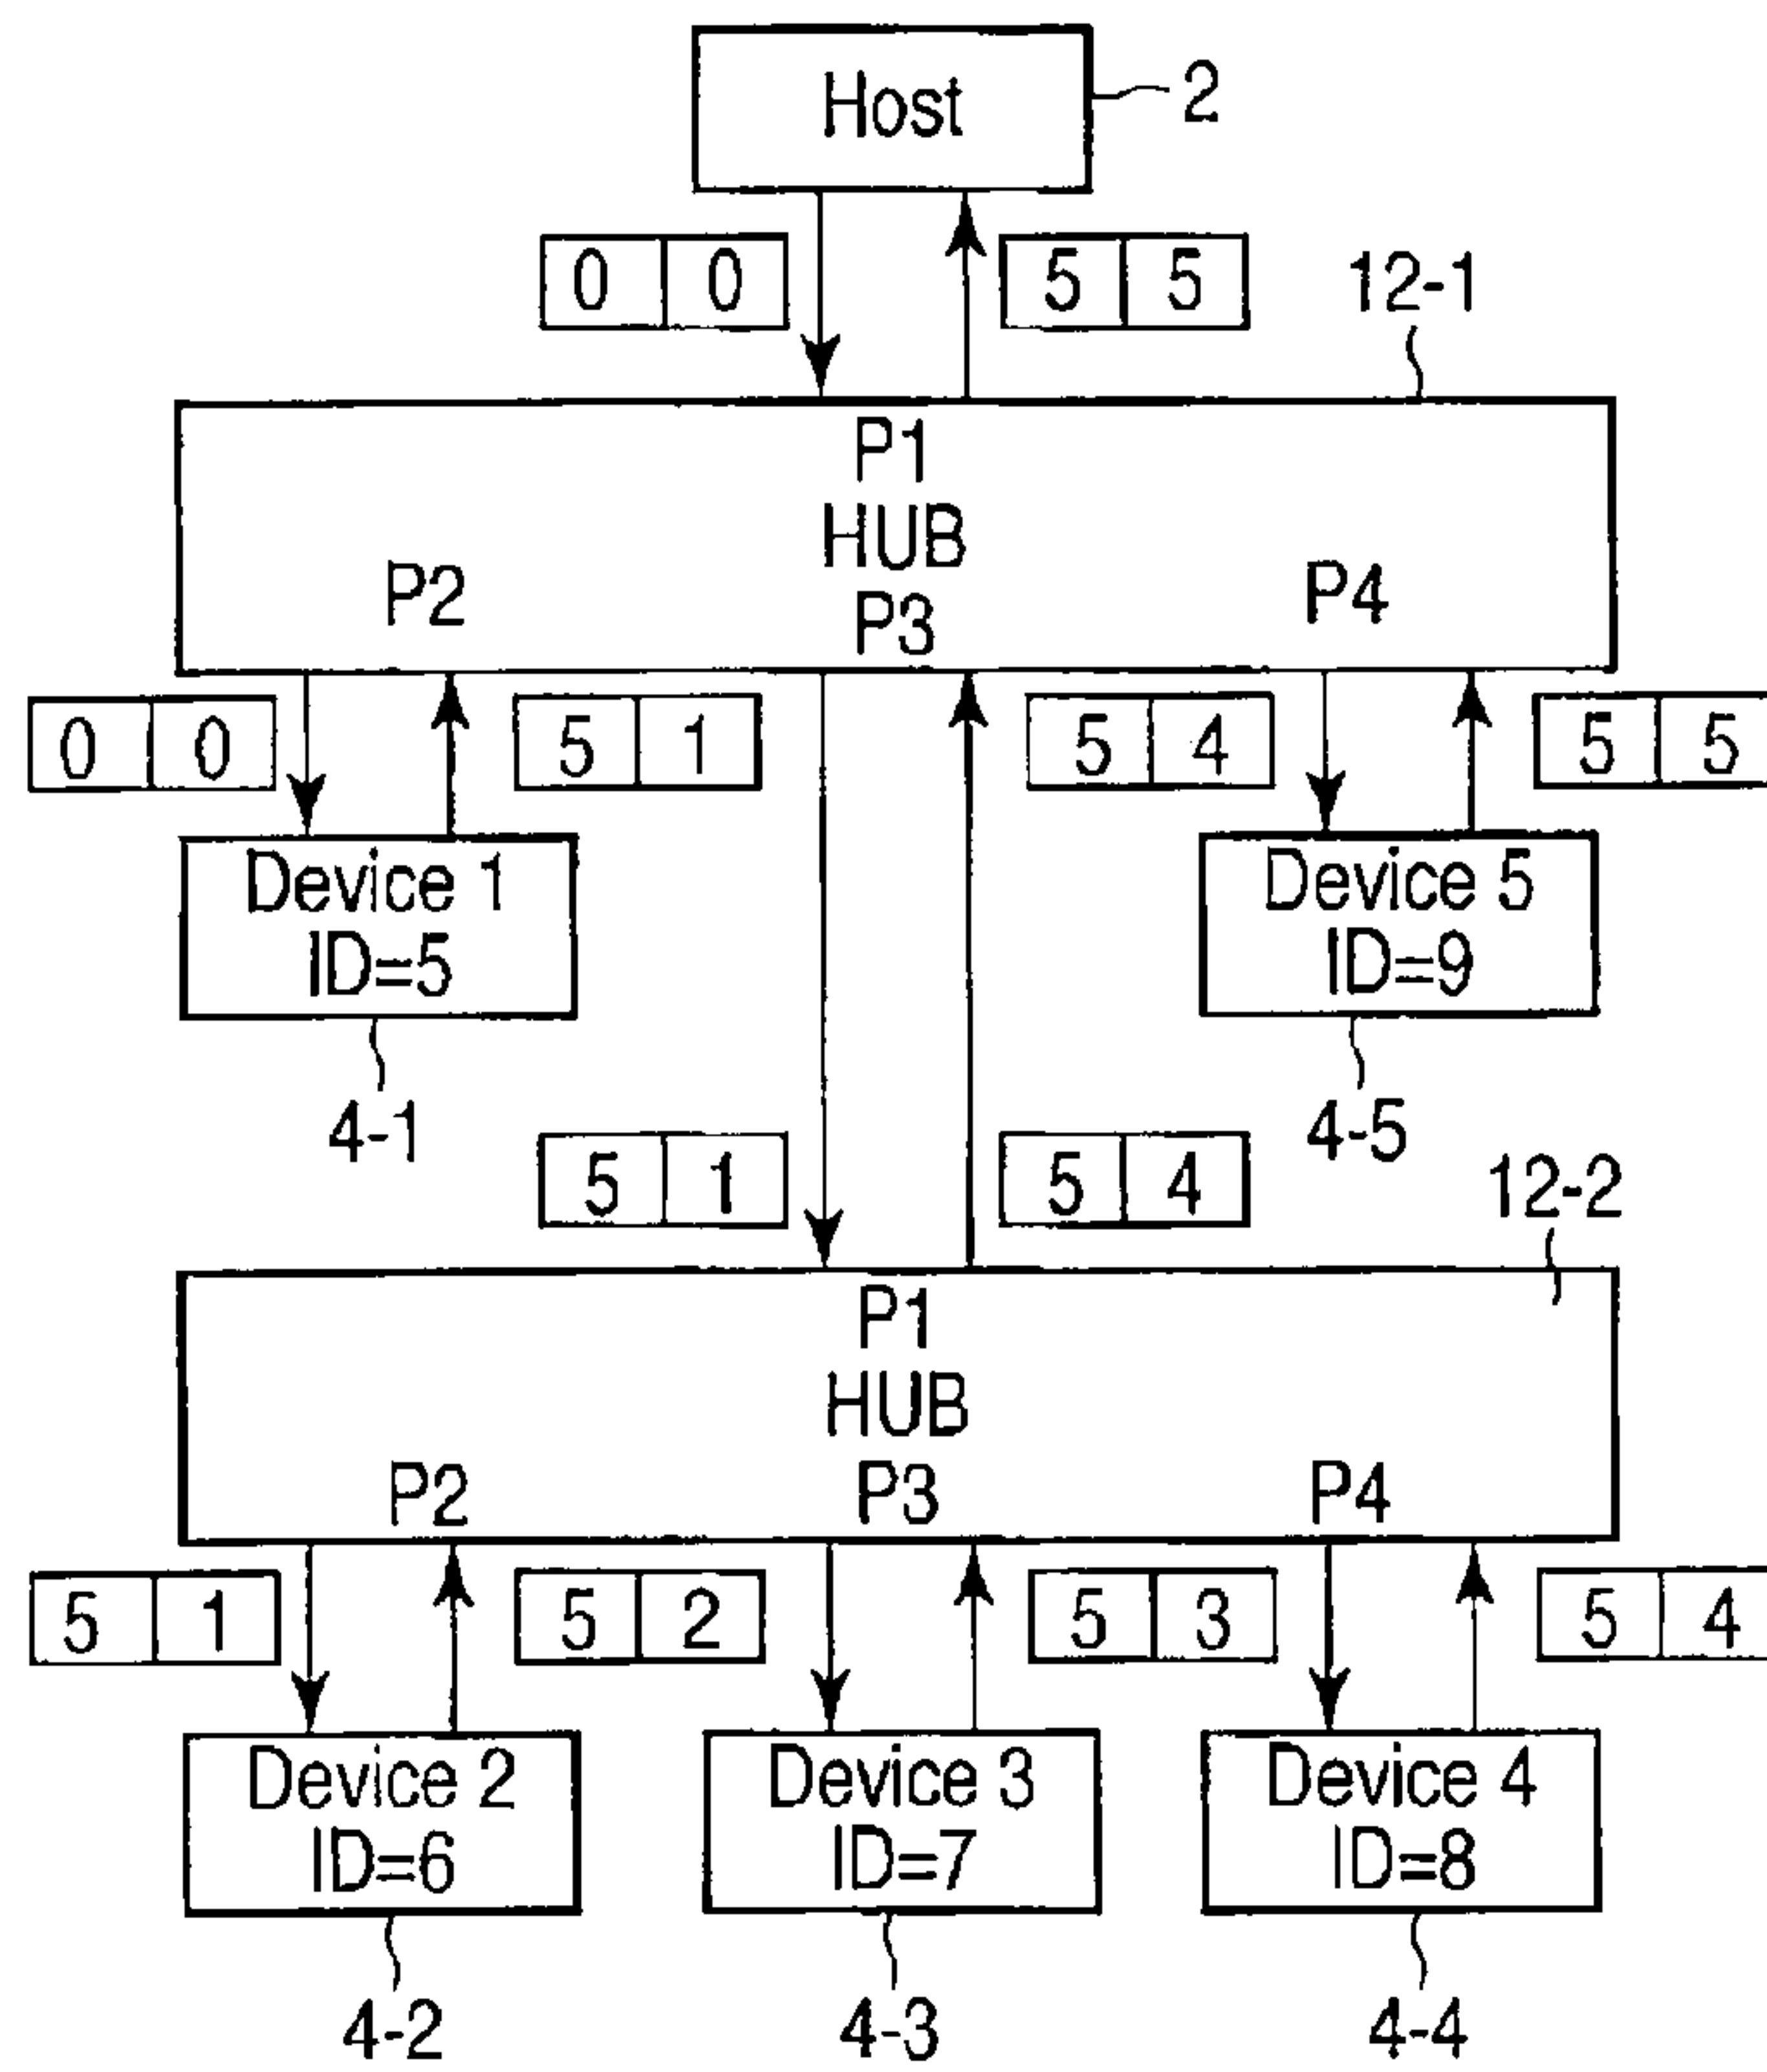 Host
2
0 0
5 5
12-1
P1
HUB
P2
P3
P4
0 0
5 1
5 4
5 5
Device 1
ID=5
Device 5
ID=9
4-1
4-5
5 1
5 4
12-2
P1
HUB
P2
P3
P4
5 1
5 2
5 3
5 4
Device 2
ID=6
Device 3
ID=7
Device 4
ID=8
4-2
4-3
4-4